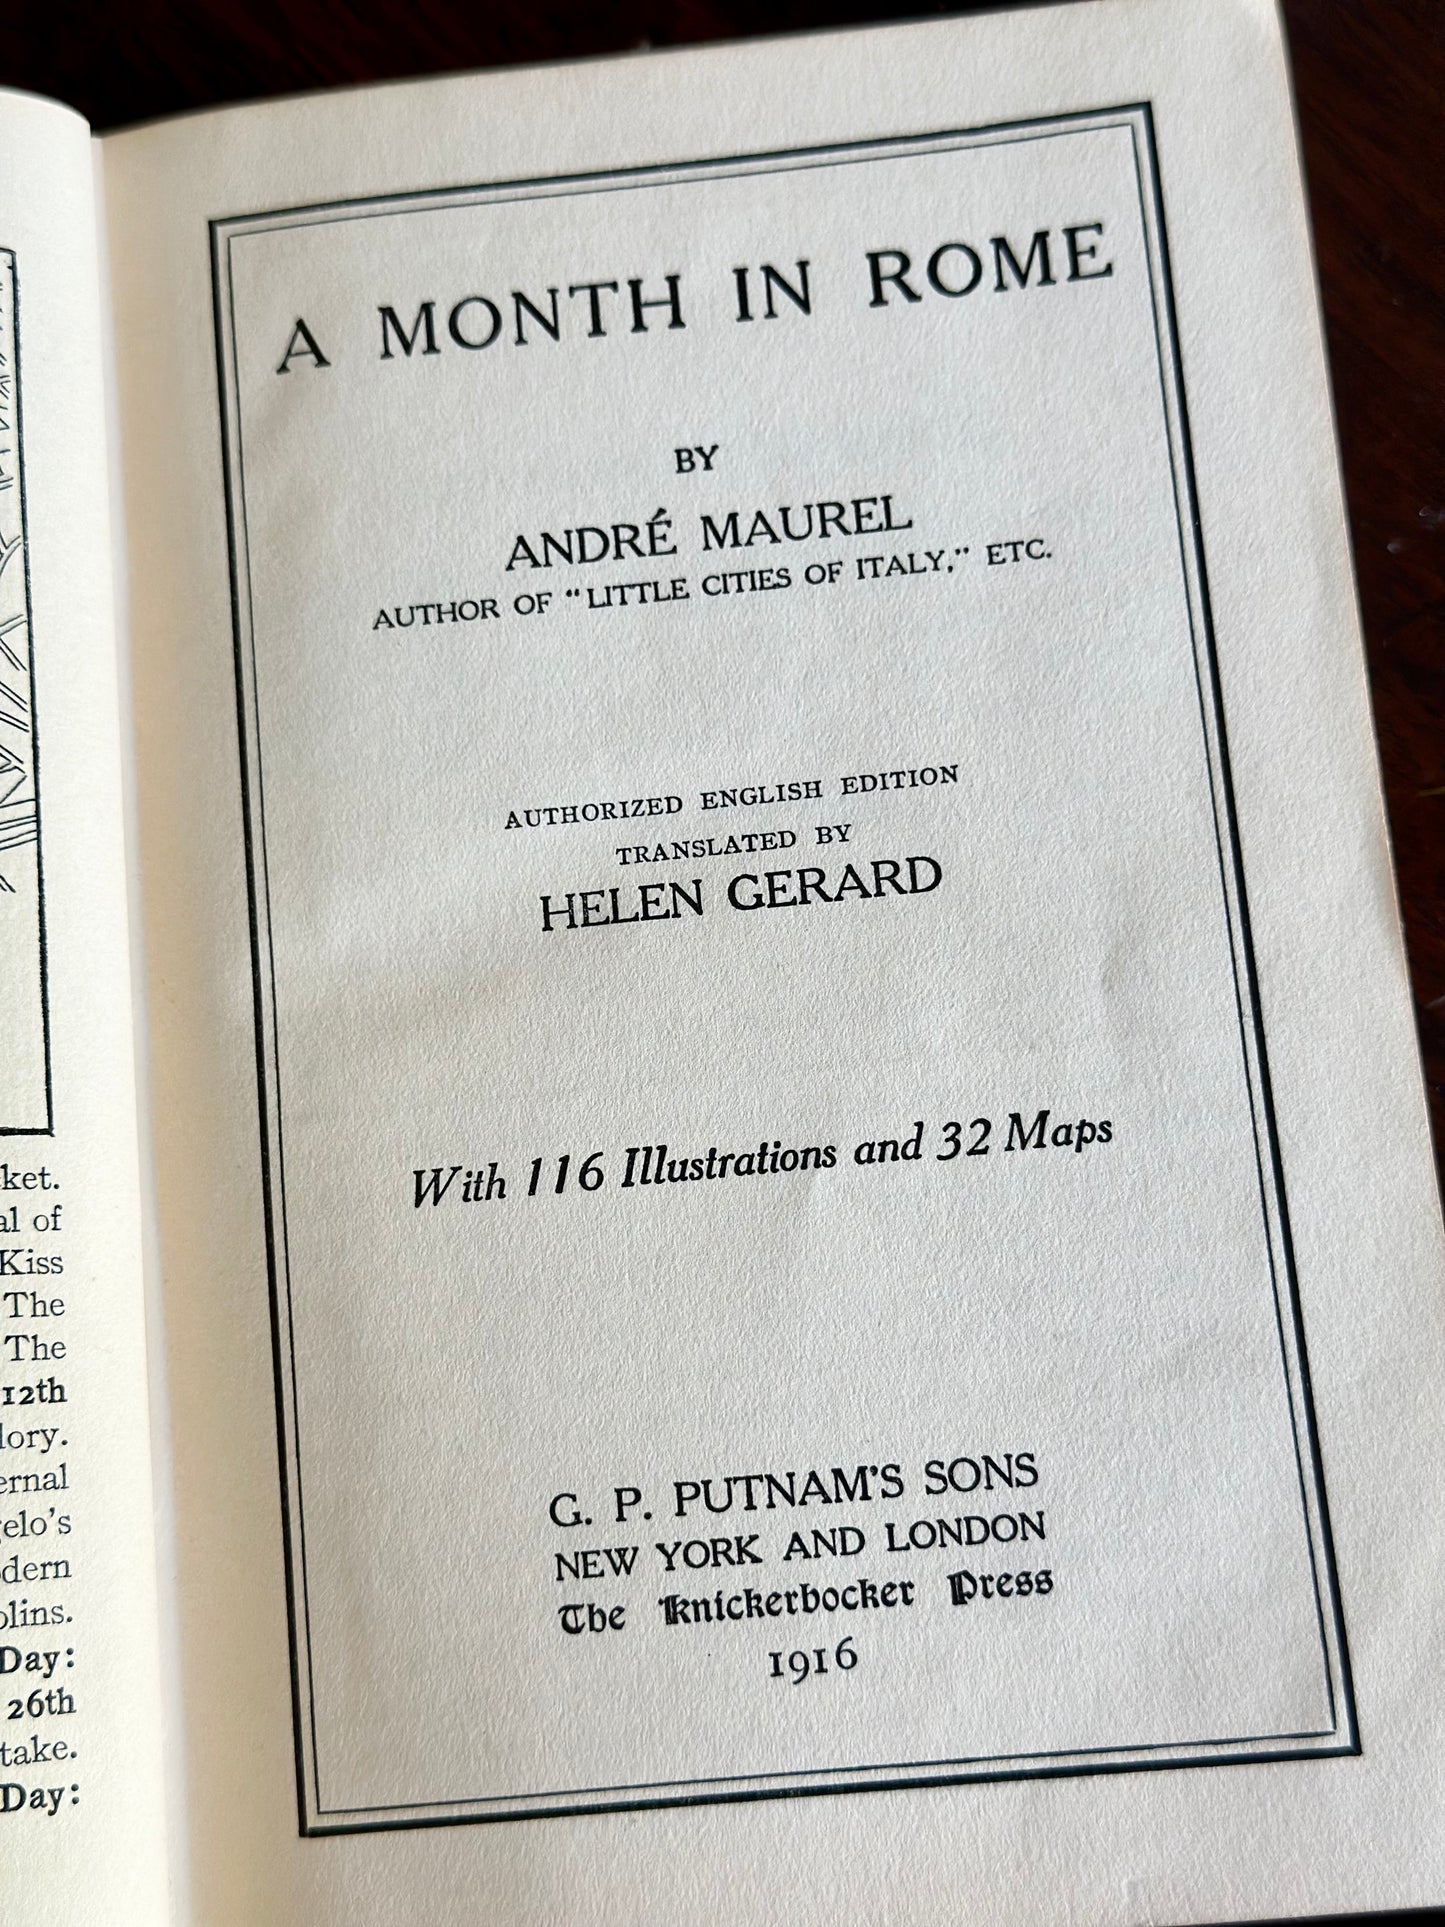 ket.
al of
Kiss
The
The
12th
lory.
ernal
elo's
dern
olins.
Day:
26th
take.
Day:
A MONTH IN ROME
BY
ANDRÉ MAUREL
AUTHOR OF "LITTLE CITIES OF ITALY," ETC.
AUTHORIZED ENGLISH EDITION
TRANSLATED BY
HELEN GERARD
With 116 Illustrations and 32 Maps
G. P. PUTNAM'S SONS
NEW YORK AND LONDON
The Knickerbocker Press
1916